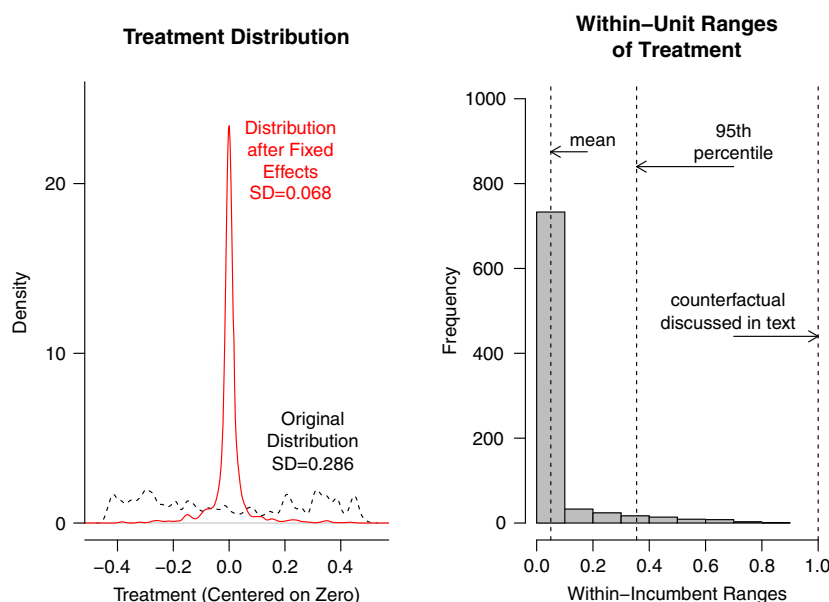 Treatment Distribution
Distribution
after Fixed
Effects
SD=0.068
Original
Distribution
SD=0.286
Density
0
10
20
−0.4
−0.2
0.0
0.2
0.4
Treatment (Centered on Zero)
Within−Unit Ranges
of Treatment
mean
95th
percentile
counterfactual
discussed in text
Frequency
0
200
400
600
800
1000
0.0
0.2
0.4
0.6
0.8
1.0
Within−Incumbent Ranges